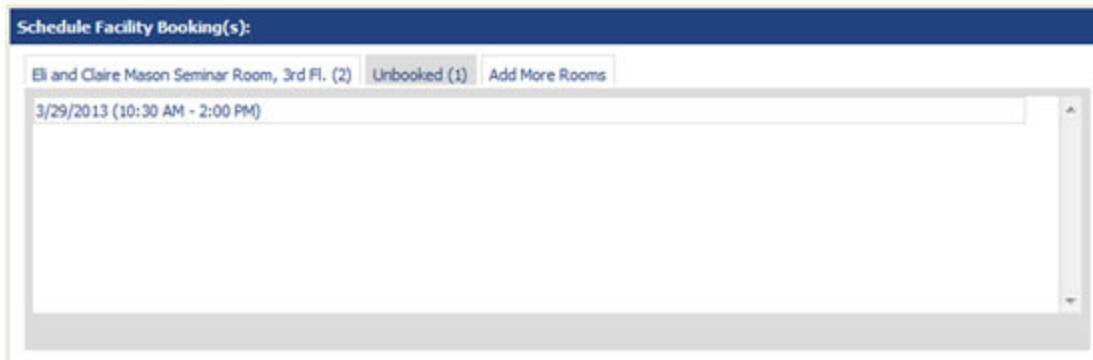 Schedule Facility Booking(s):
Eli and Claire Mason Seminar Room, 3rd Fl. (2) Unbooked (1) Add More Rooms
3/29/2013 (10:30 AM - 2:00 PM)